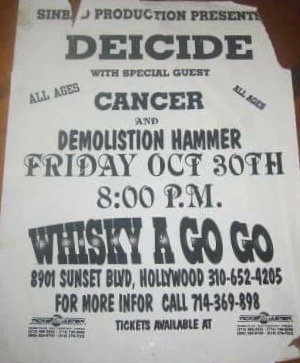 SINB D PRODUCTION PRESENTS
DEICIDE
WITH SPECIAL GUEST
ALL AGES
ALL AGES
CANCER
AND
DEMOLISTION HAMMER
FRIDAY OCT 30TH
8:00 P.M.
WHISKY A GO GO
8901 SUNSET BLVD, HOLLYWOOD 310-652-4205
FOR MORE INFOR CALL 714-369-898
TICKETS AVAILABLE AT